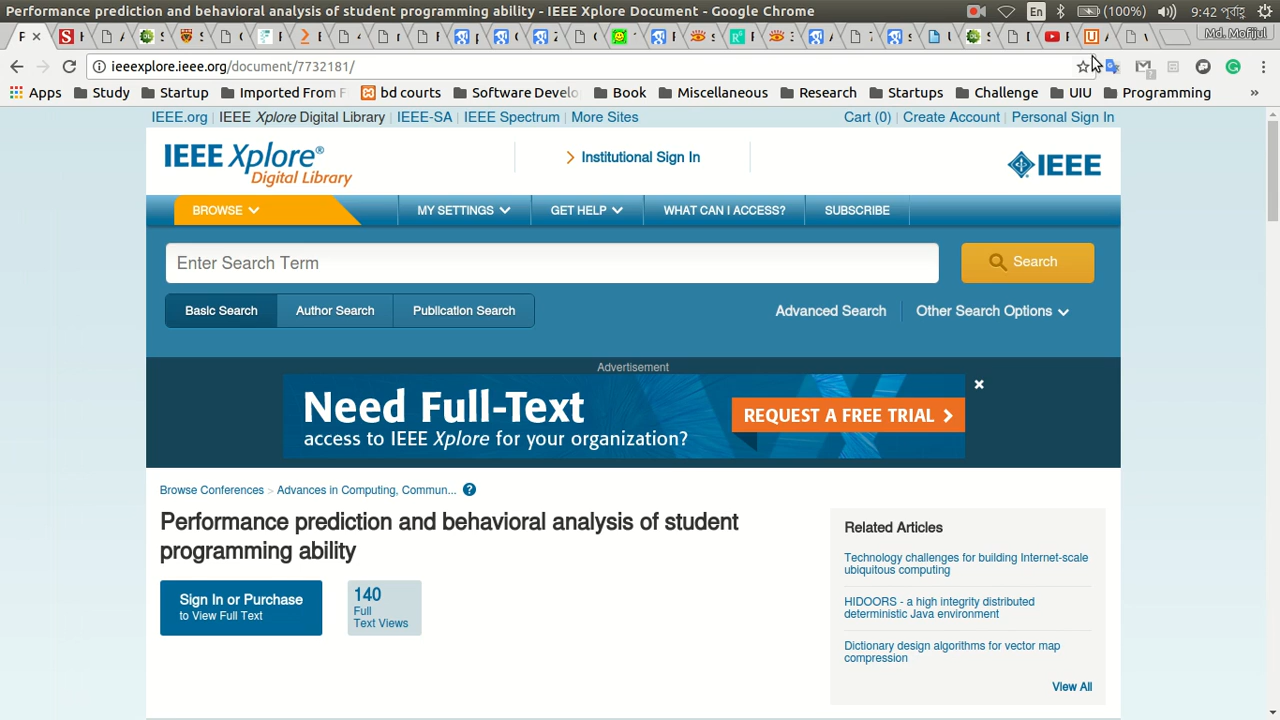 Performance prediction and behavioral analysis of student programming ability - IEEE Xplore Document - Google Chrome
En (100%) 9:42 পূর্বাহ্ণ
Md. Mofijul
ieeexplore.ieee.org/document/7732181/
Apps Study Startup Imported From F bd courts Software Develo Book Miscellaneous Research Startups Challenge UIU Programming »
IEEE.org | IEEE Xplore Digital Library | IEEE-SA | IEEE Spectrum | More Sites
Cart (0) | Create Account | Personal Sign In
IEEE Xplore®
Digital Library
Institutional Sign In
IEEE
BROWSE MY SETTINGS GET HELP WHAT CAN I ACCESS? SUBSCRIBE
Enter Search Term
Search
Basic Search Author Search Publication Search
Advanced Search | Other Search Options
Advertisement
Need Full-Text
access to IEEE Xplore for your organization?
REQUEST A FREE TRIAL
Browse Conferences > Advances in Computing, Commun... ?
Performance prediction and behavioral analysis of student
programming ability
Sign In or Purchase
to View Full Text
140
Full
Text Views
Related Articles
Technology challenges for building Internet-scale
ubiquitous computing
HIDOORS - a high integrity distributed
deterministic Java environment
Dictionary design algorithms for vector map
compression
View All